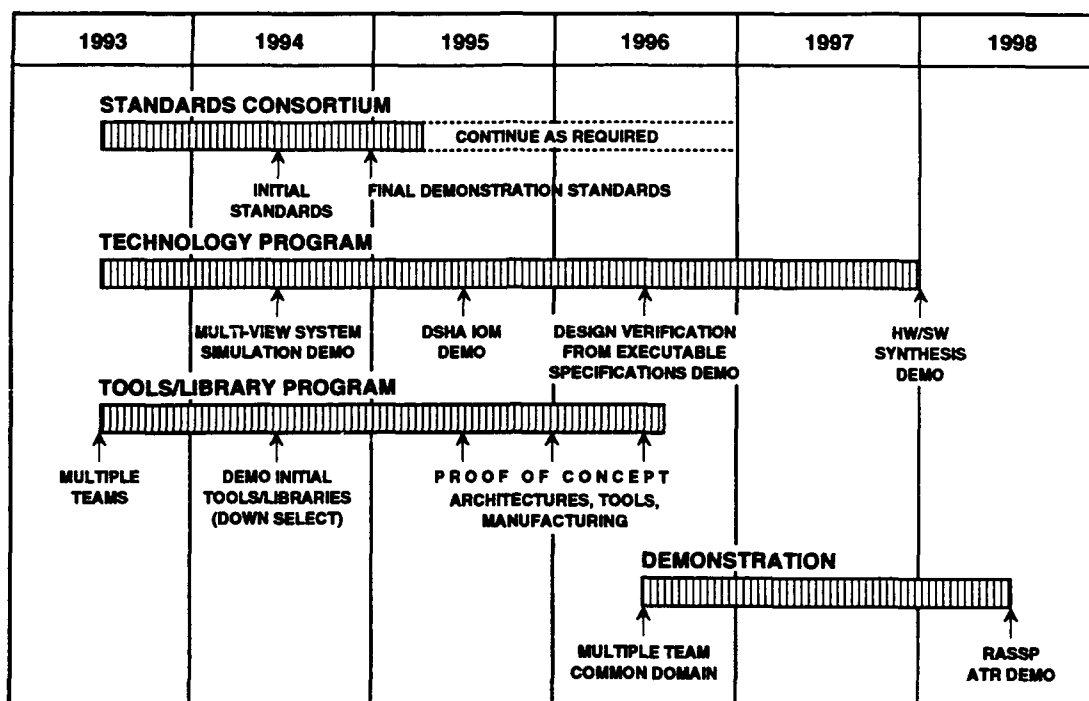 1993 1994 1995 1996 1997 1998
STANDARDS CONSORTIUM
CONTINUE AS REQUIRED
INITIAL
STANDARDS
FINAL DEMONSTRATION STANDARDS
TECHNOLOGY PROGRAM
MULTI-VIEW SYSTEM
SIMULATION DEMO
DSHA IOM
DEMO
DESIGN VERIFICATION
FROM EXECUTABLE
SPECIFICATIONS DEMO
HW/SW
SYNTHESIS
DEMO
TOOLS/LIBRARY PROGRAM
MULTIPLE
TEAMS
DEMO INITIAL
TOOLS/LIBRARIES
(DOWN SELECT)
PROOF OF CONCEPT
ARCHITECTURES, TOOLS,
MANUFACTURING
DEMONSTRATION
MULTIPLE TEAM
COMMON DOMAIN
RASSP
ATR DEMO